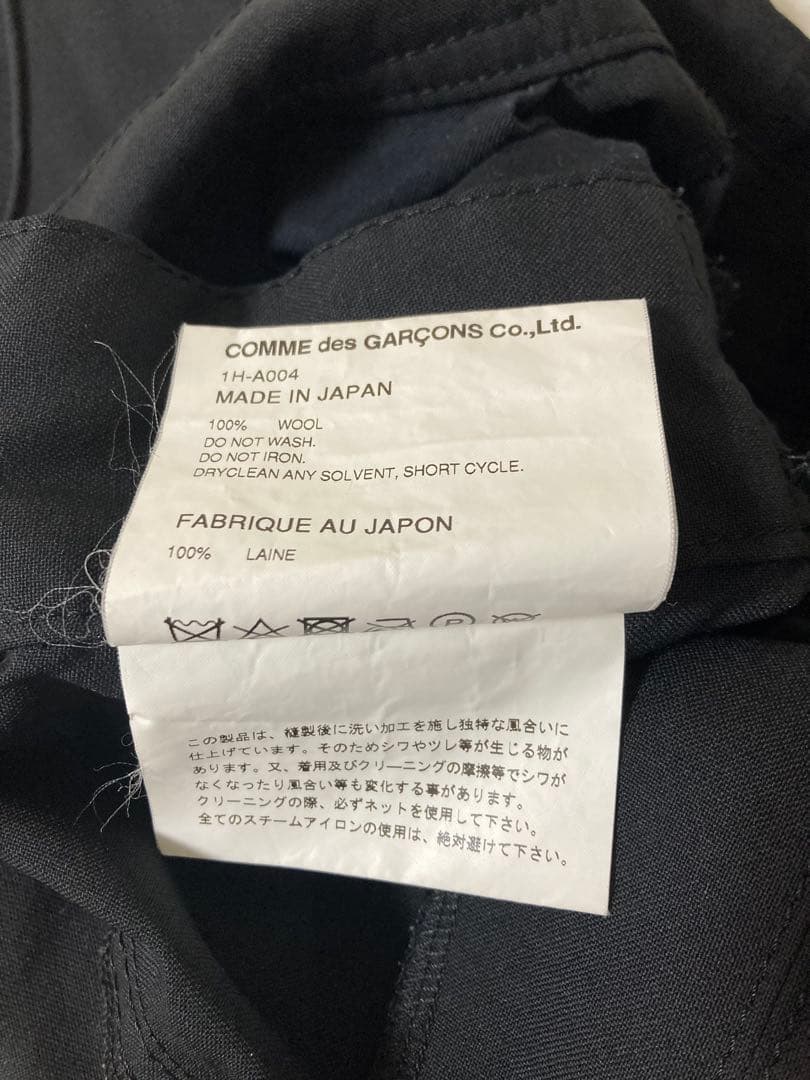 COMME des GARÇONS Co.,Ltd.
1H-A004
MADE IN JAPAN
100% WOOL
DO NOT WASH.
DO NOT IRON.
DRYCLEAN ANY SOLVENT, SHORT CYCLE.
FABRIQUE AU JAPON
100% LAINE
P
この製品は、縫製後に洗い加工を施し独特な風合いに
仕上げています。そのためシワやツレ等が生じる物が
あります。又、着用及びクリーニングの摩擦等でシワが
なくなったり風合い等も変化する事があります。
クリーニングの際、必ずネットを使用して下さい。
全てのスチームアイロンの使用は、絶対避けて下さい。